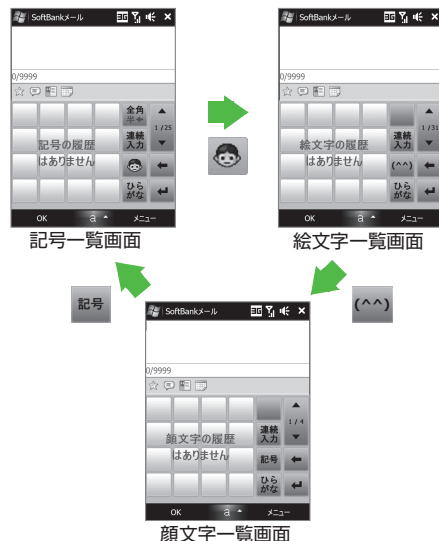 SoftBankメール
0/9999
全角
半←
1/25
連続
入力
記号の履歴
はありません
ひら
がな
OK
a
メニュー
記号一覧画面
SoftBankメール
0/9999
1/31
連続
入力
絵文字の履歴
はありません
(^^)
ひら
がな
OK
a
メニュー
絵文字一覧画面
記号
(^^)
SoftBankメール
0/9999
1/4
連続
入力
顔文字の履歴
はありません
記号
ひら
がな
OK
a
メニュー
顔文字一覧画面